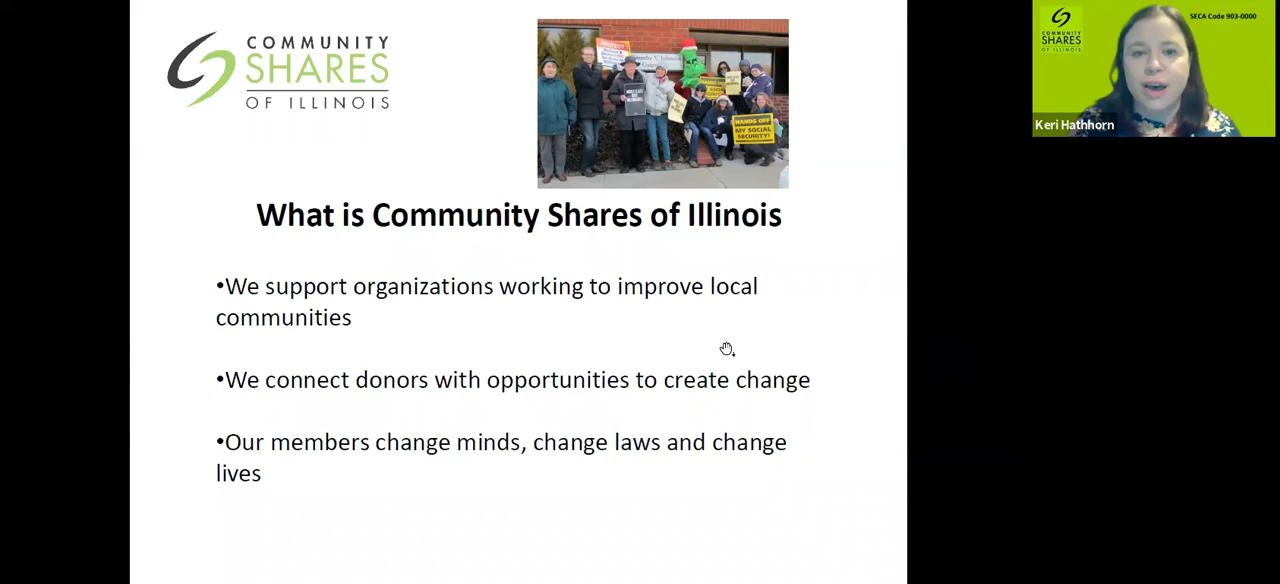 COMMUNITY
SHARES
OF ILLINOIS
PROTECT
HANDS OFF
MY SOCIAL
SECURITY!
What is Community Shares of Illinois
•We support organizations working to improve local
communities
•We connect donors with opportunities to create change
•Our members change minds, change laws and change
lives
SECA Code 903-0000
COMMUNITY
SHARES
OF ILLINOIS
Keri Hathhorn